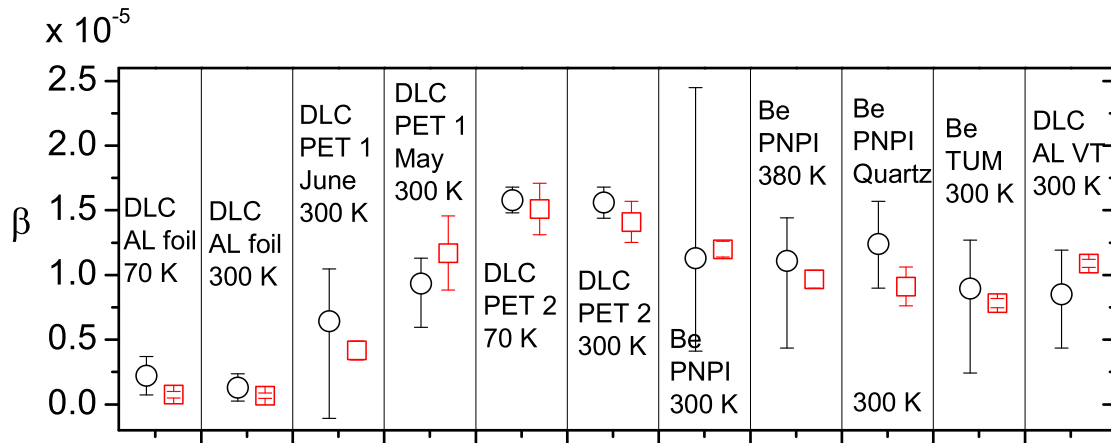 x 10-5
2.5
2.0
1.5
1.0
0.5
0.0
β
DLC
AL foil
70 K
DLC
AL foil
300 K
DLC
PET 1
June
300 K
DLC
PET 1
May
300 K
DLC
PET 2
70 K
DLC
PET 2
300 K
Be
PNPI
300 K
Be
PNPI
380 K
Be
PNPI
Quartz
300 K
Be
TUM
300 K
DLC
AL VT
300 K